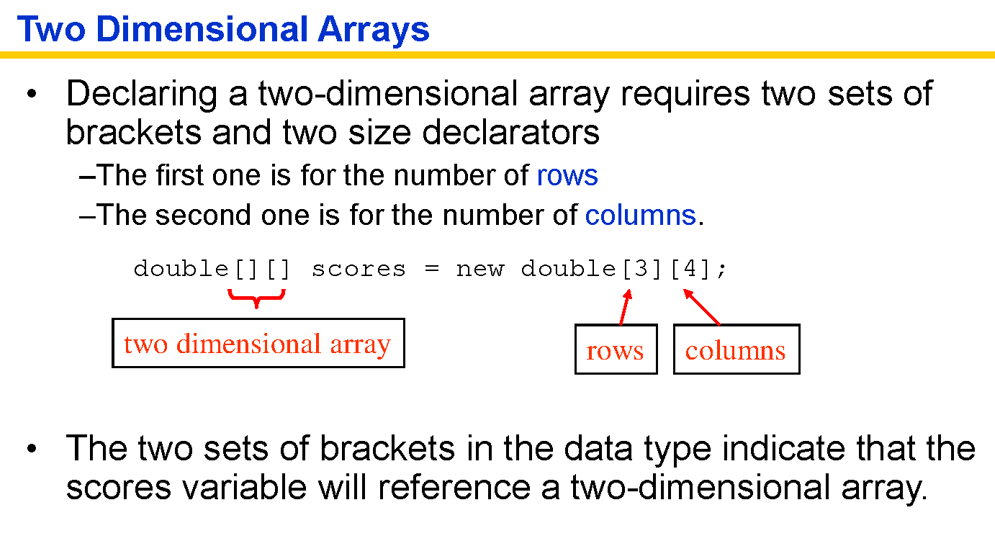 Two Dimensional Arrays
• Declaring a two-dimensional array requires two sets of
brackets and two size declarators
–The first one is for the number of rows
–The second one is for the number of columns.
double[][] scores = new double[3][4];
two dimensional array
rows
columns
• The two sets of brackets in the data type indicate that the
scores variable will reference a two-dimensional array.